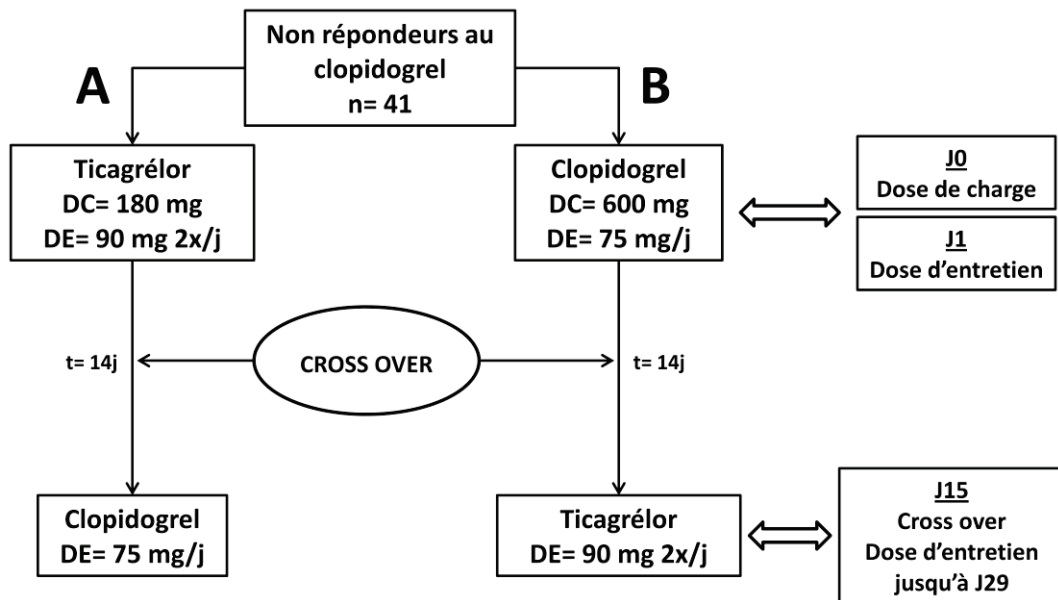 Non répondeurs au
clopidogrel
n= 41
A
B
Ticagrélor
DC= 180 mg
DE= 90 mg 2x/j
Clopidogrel
DC= 600 mg
DE= 75 mg/j
J0
Dose de charge
J1
Dose d’entretien
t= 14j
CROSS OVER
t= 14j
Clopidogrel
DE= 75 mg/j
Ticagrélor
DE= 90 mg 2x/j
J15
Cross over
Dose d’entretien
jusqu’à J29